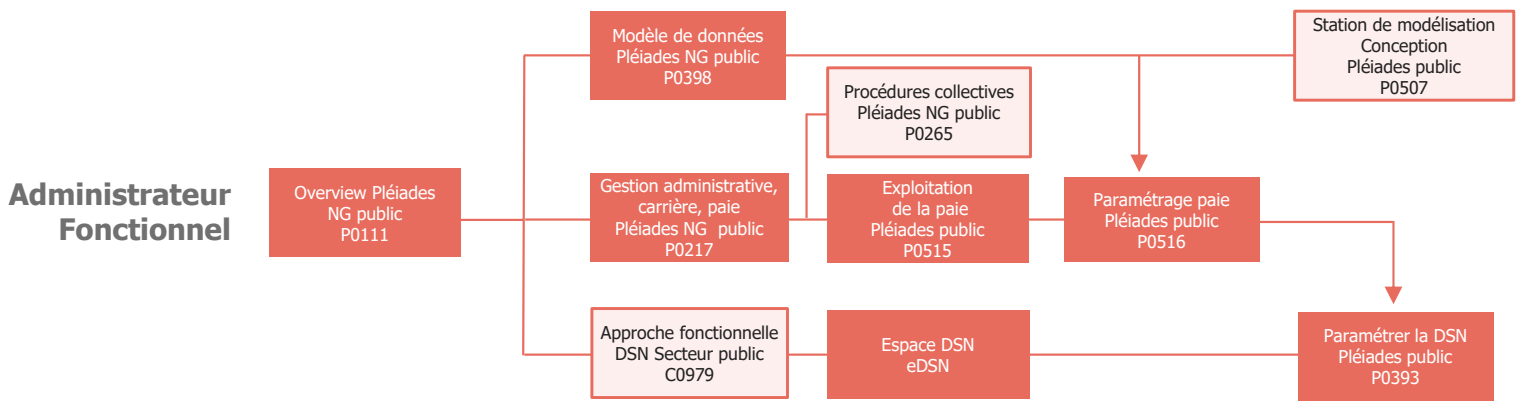 Administrateur
Fonctionnel
Overview Pléiades
NG public
P0111
Modèle de données
Pléiades NG public
P0398
Station de modélisation
Conception
Pléiades public
P0507
Procédures collectives
Pléiades NG public
P0265
Gestion administrative,
carrière, paie
Pléiades NG public
P0217
Exploitation
de la paie
Pléiades public
P0515
Paramétrage paie
Pléiades public
P0516
Approche fonctionnelle
DSN Secteur public
C0979
Espace DSN
eDSN
Paramétrer la DSN
Pléiades public
P0393